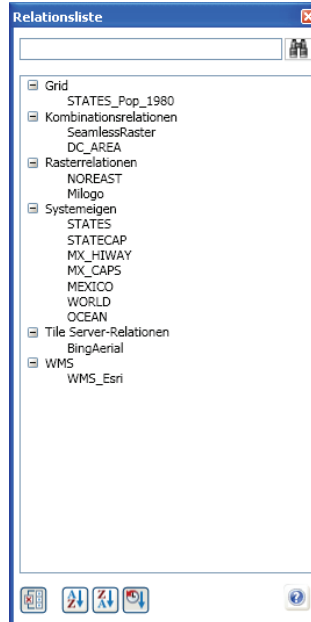 Relationsliste
Grid
STATES_Pop_1980
Kombinationsrelationen
SeamlessRaster
DC_AREA
Rasterrelationen
NOREAST
Milogo
Systemeigen
STATES
STATECAP
MX_HIWAY
MX_CAPS
MEXICO
WORLD
OCEAN
Tile Server-Relationen
BingAerial
WMS
WMS_Esri